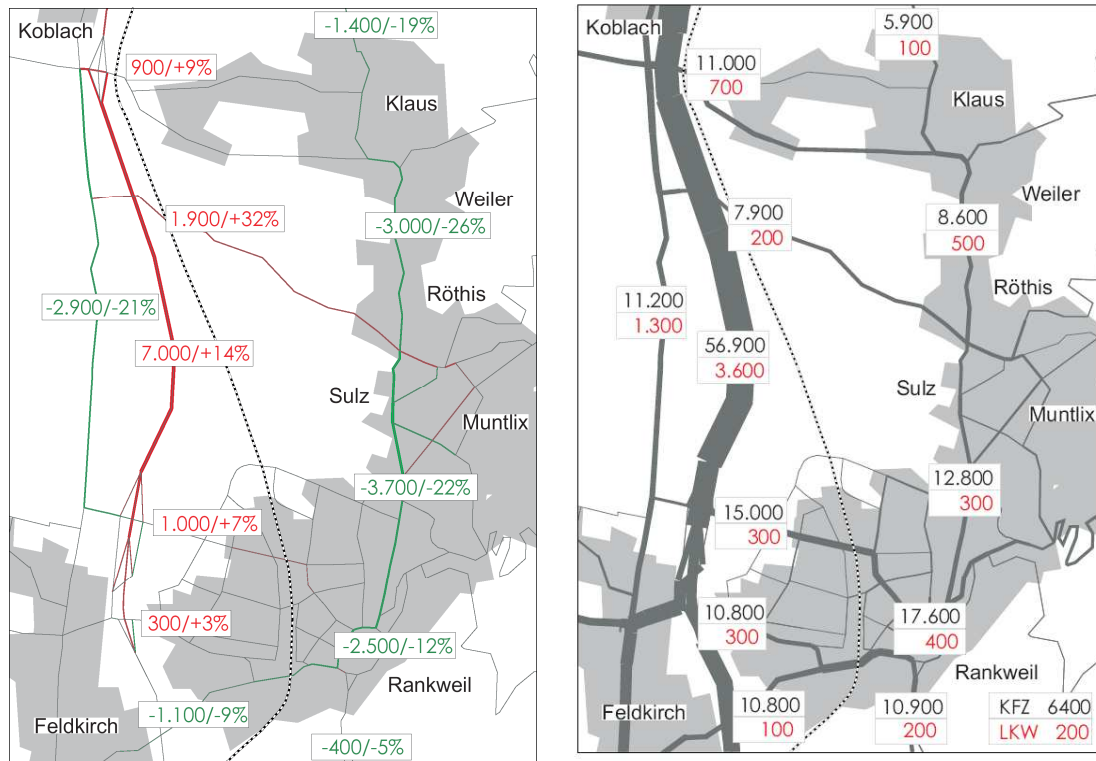 Koblach
-1.400/-19%
900/+9%
Klaus
Weiler
1.900/+32%
-3.000/-26%
Röthis
-2.900/-21%
7.000/+14%
Sulz
Muntlix
-3.700/-22%
1.000/+7%
300/+3%
-2.500/-12%
Rankweil
-1.100/-9%
Feldkirch
-400/-5%
Koblach
5.900
100
11.000
700
Klaus
Weiler
7.900
200
8.600
500
Röthis
11.200
1.300
56.900
3.600
Sulz
Muntlix
12.800
300
15.000
300
10.800
300
17.600
400
Rankweil
Feldkirch
10.800
100
10.900
200
KFZ 6400
LKW 200